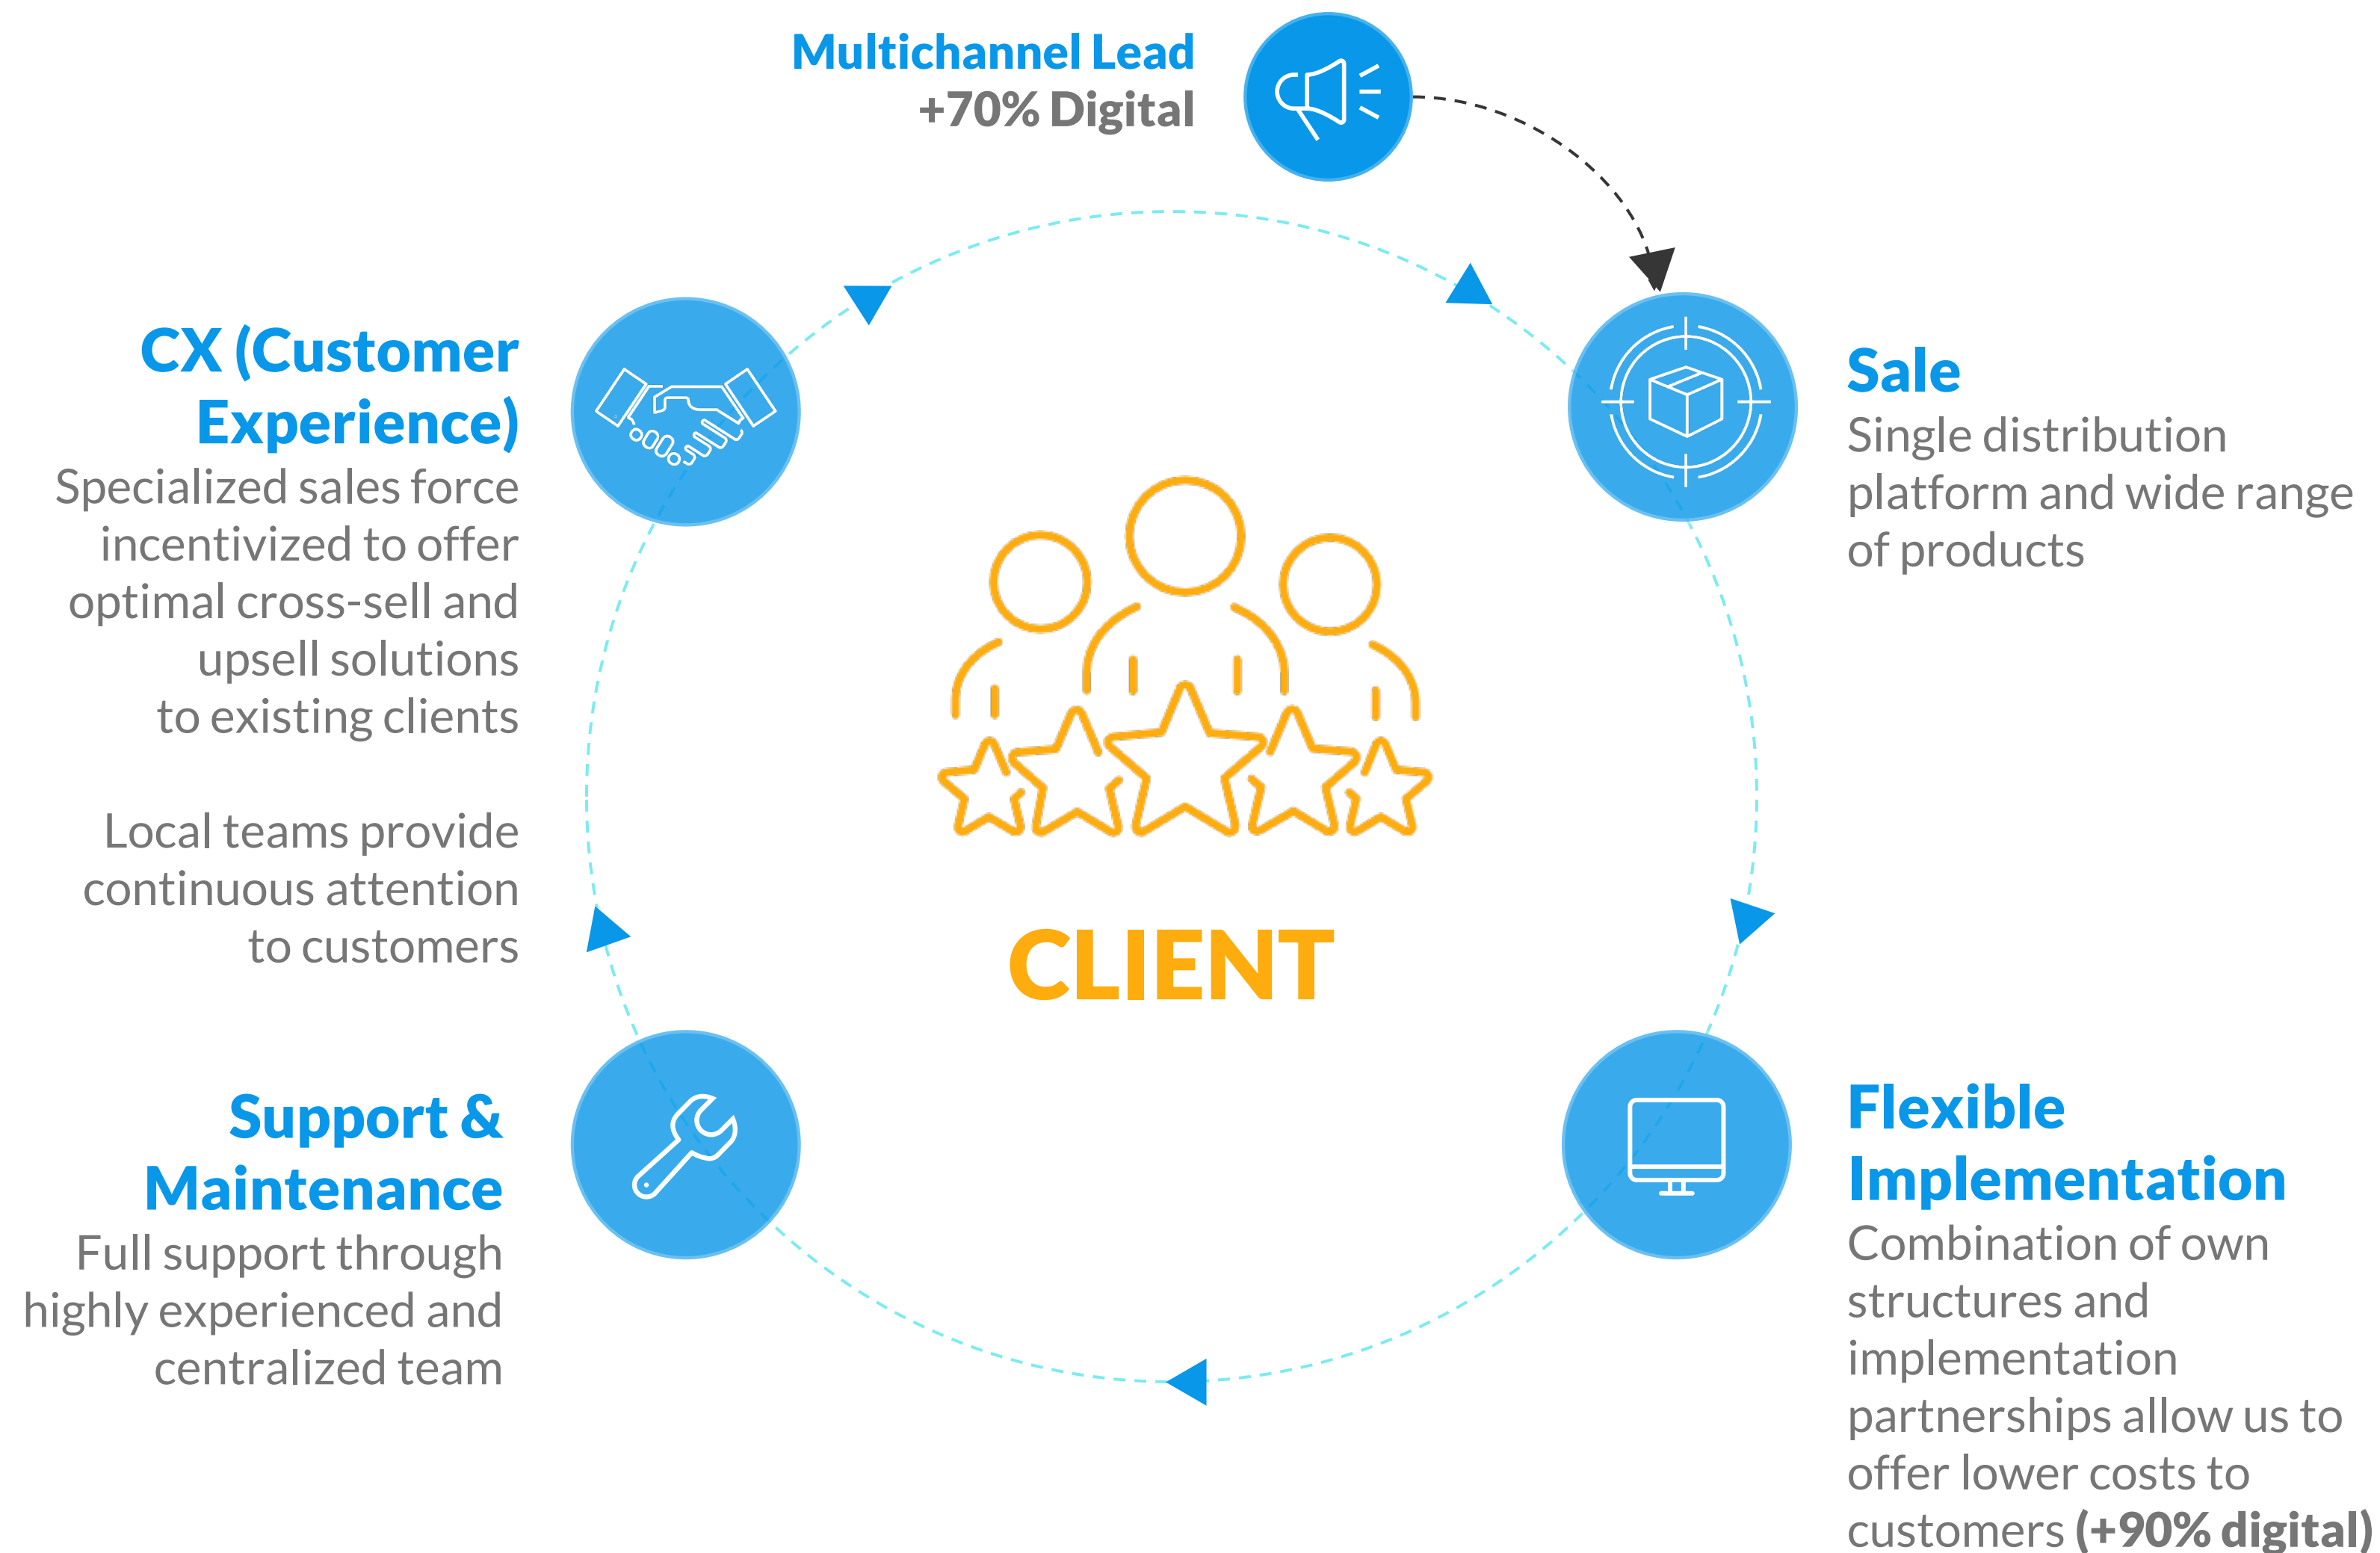 Multichannel Lead
+70% Digital
CX (Customer
Experience)
Specialized sales force
incentivized to offer
optimal cross-sell and
upsell solutions
to existing clients
Local teams provide
continuous attention
to customers
Sale
Single distribution
platform and wide range
of products
CLIENT
Support &
Maintenance
Full support through
highly experienced and
centralized team
Flexible
Implementation
Combination of own
structures and
implementation
partnerships allow us to
offer lower costs to
customers (+90% digital)